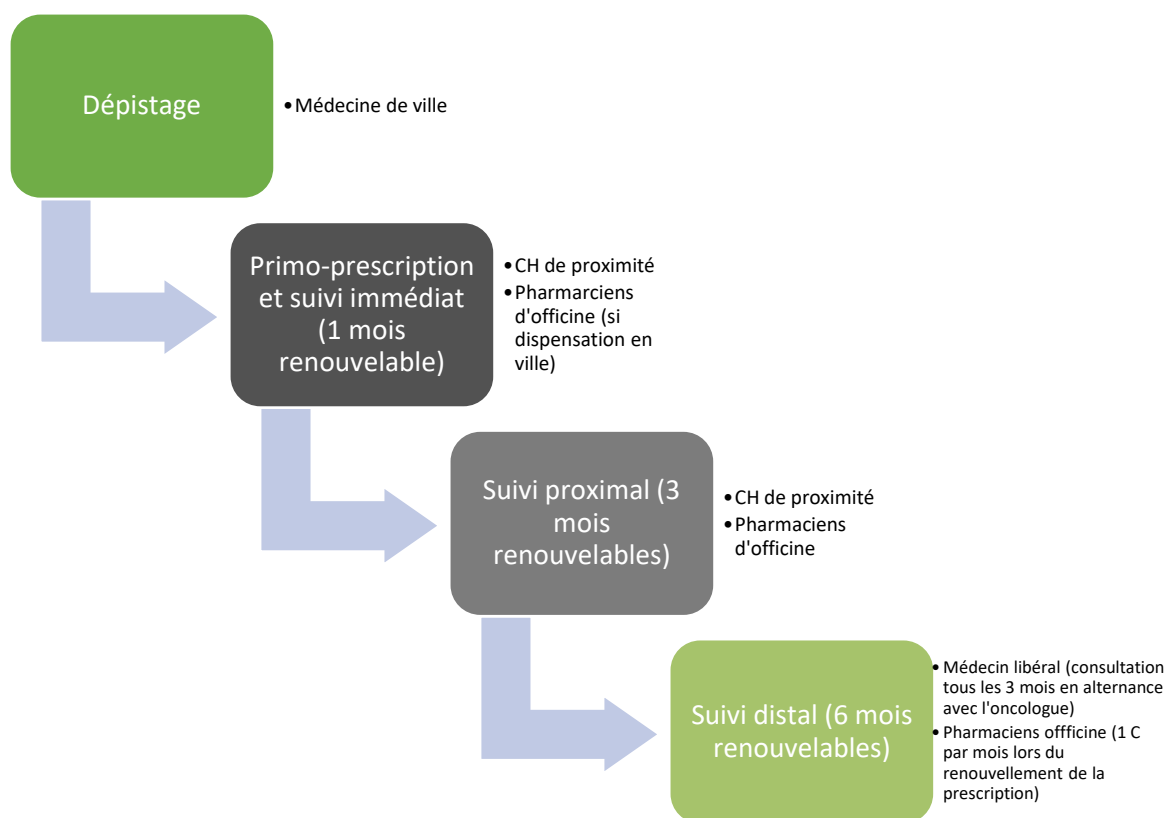 Dépistage
•Médecine de ville
Primo-prescription
et suivi immédiat
(1 mois
renouvelable)
•CH de proximité
•Pharmarciens
d'officine (si
dispensation en
ville)
Suivi proximal (3
mois
renouvelables)
•CH de proximité
•Pharmaciens
d'officine
Suivi distal (6 mois
renouvelables)
•Médecin libéral (consultation
tous les 3 mois en alternance
avec l'oncologue)
•Pharmaciens offficine (1 C
par mois lors du
renouvellement de la
prescription)